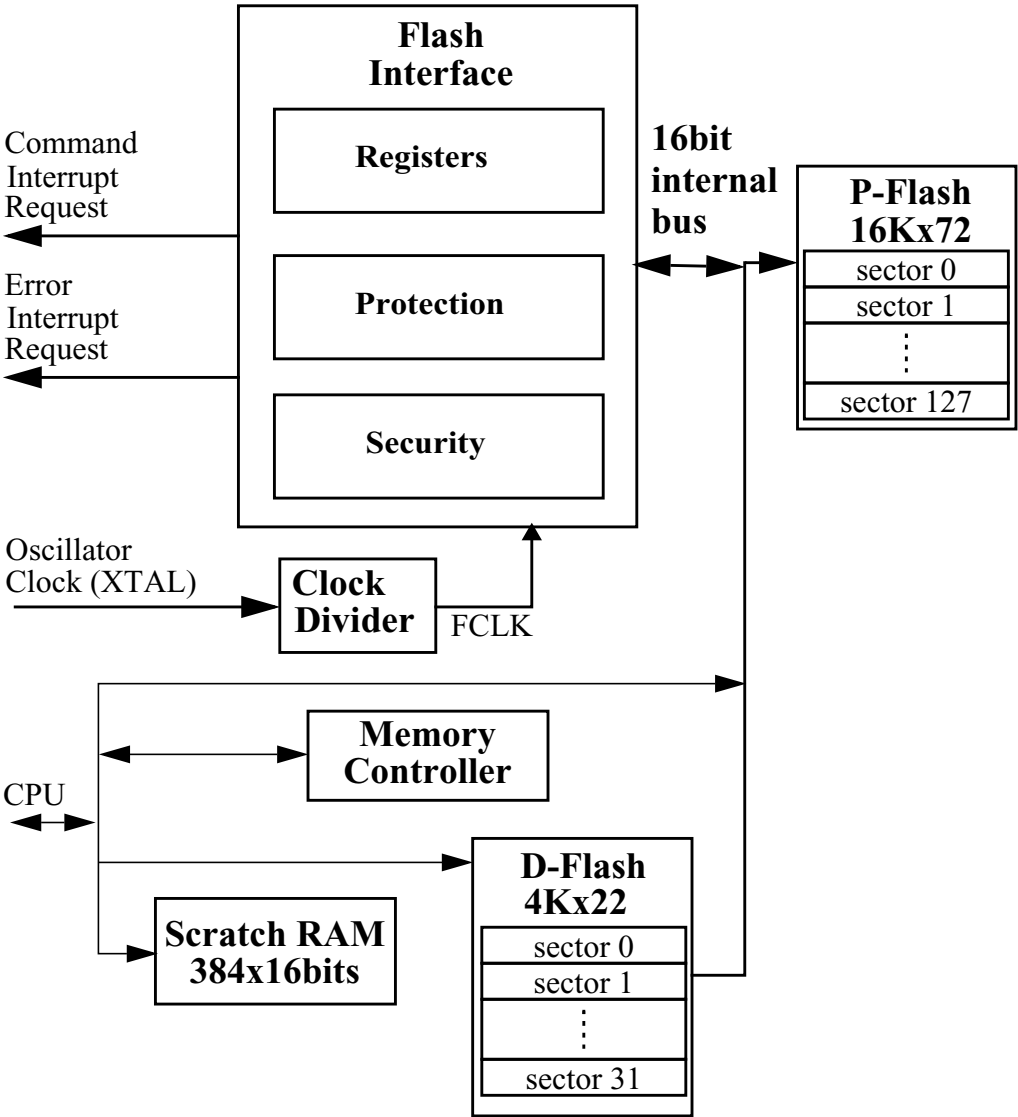 Flash
Interface
Registers
Protection
Security
Command
Interrupt
Request
Error
Interrupt
Request
16bit
internal
bus
P-Flash
16Kx72
sector 0
sector 1
sector 127
Oscillator
Clock (XTAL)
Clock
Divider
FCLK
Memory
Controller
CPU
D-Flash
4Kx22
sector 0
sector 1
sector 31
Scratch RAM
384x16bits